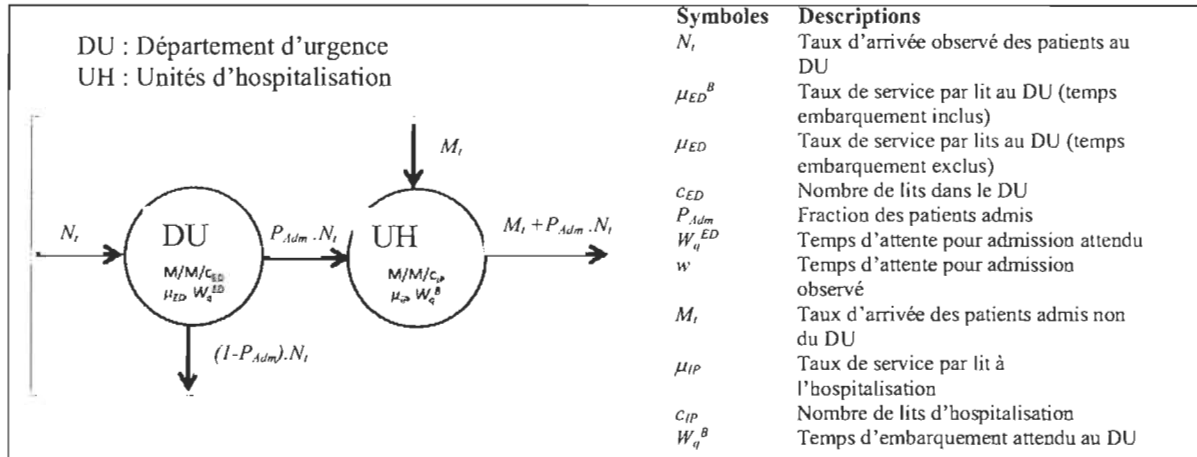 DU : Département d'urgence
UH : Unités d'hospitalisation
N_t
DU
M/M/c_ED
μ_ED W_q^ED
P_Adm . N_t
(1-P_Adm).N_t
M_t
UH
M/M/c_IP
μ_IP W_q^B
M_t + P_Adm . N_t
Symboles Descriptions
N_t Taux d'arrivée observé des patients au
DU
μ_ED^B Taux de service par lit au DU (temps
embarquement inclus)
μ_ED Taux de service par lits au DU (temps
embarquement exclus)
c_ED Nombre de lits dans le DU
P_Adm Fraction des patients admis
W_q^ED Temps d'attente pour admission attendu
w Temps d'attente pour admission
observé
M_t Taux d'arrivée des patients admis non
du DU
μ_IP Taux de service par lit à
l'hospitalisation
c_IP Nombre de lits d'hospitalisation
W_q^B Temps d'embarquement attendu au DU